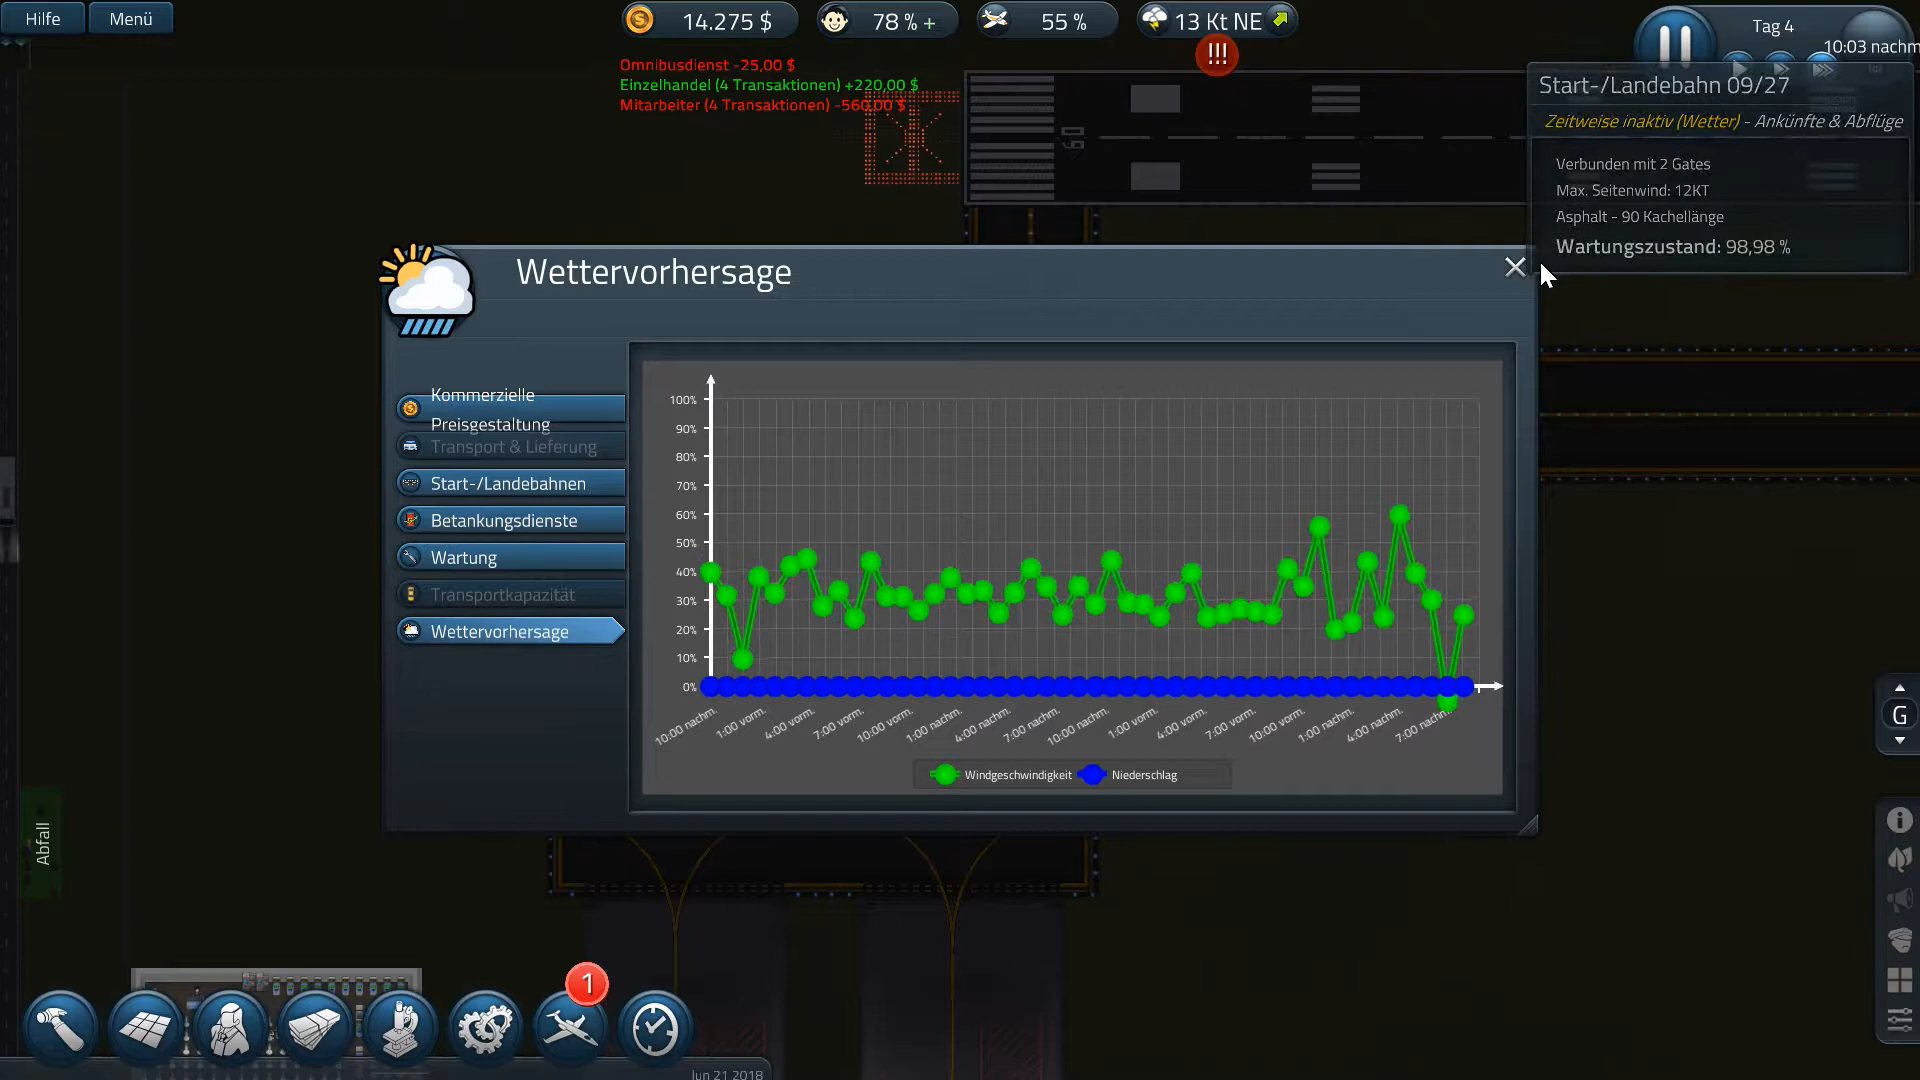 Hilfe
Menü
14.275 $
78 % +
55 %
13 Kt NE
!!!
Tag 4
10:03 nachm
Omnibusdienst -25,00 $
Einzelhandel (4 Transaktionen) +220,00 $
Mitarbeiter (4 Transaktionen) -560,00 $
Start-/Landebahn 09/27
Zeitweise inaktiv (Wetter) - Ankünfte & Abflüge
Verbunden mit 2 Gates
Max. Seitenwind: 12KT
Asphalt - 90 Kachellänge
Wartungszustand: 98,98 %
Wettervorhersage
Kommerzielle
Preisgestaltung
Transport & Lieferung
Start-/Landebahnen
Betankungsdienste
Wartung
Transportkapazität
Wettervorhersage
100%
90%
80%
70%
60%
50%
40%
30%
20%
10%
0%
10:00 nachm.
1:00 vorm.
4:00 vorm.
7:00 vorm.
10:00 vorm.
1:00 nachm.
4:00 nachm.
7:00 nachm.
10:00 nachm.
1:00 vorm.
4:00 vorm.
7:00 vorm.
10:00 vorm.
1:00 nachm.
4:00 nachm.
7:00 nachm.
Windgeschwindigkeit
Niederschlag
G
Abfall
1
Jun 21 2018